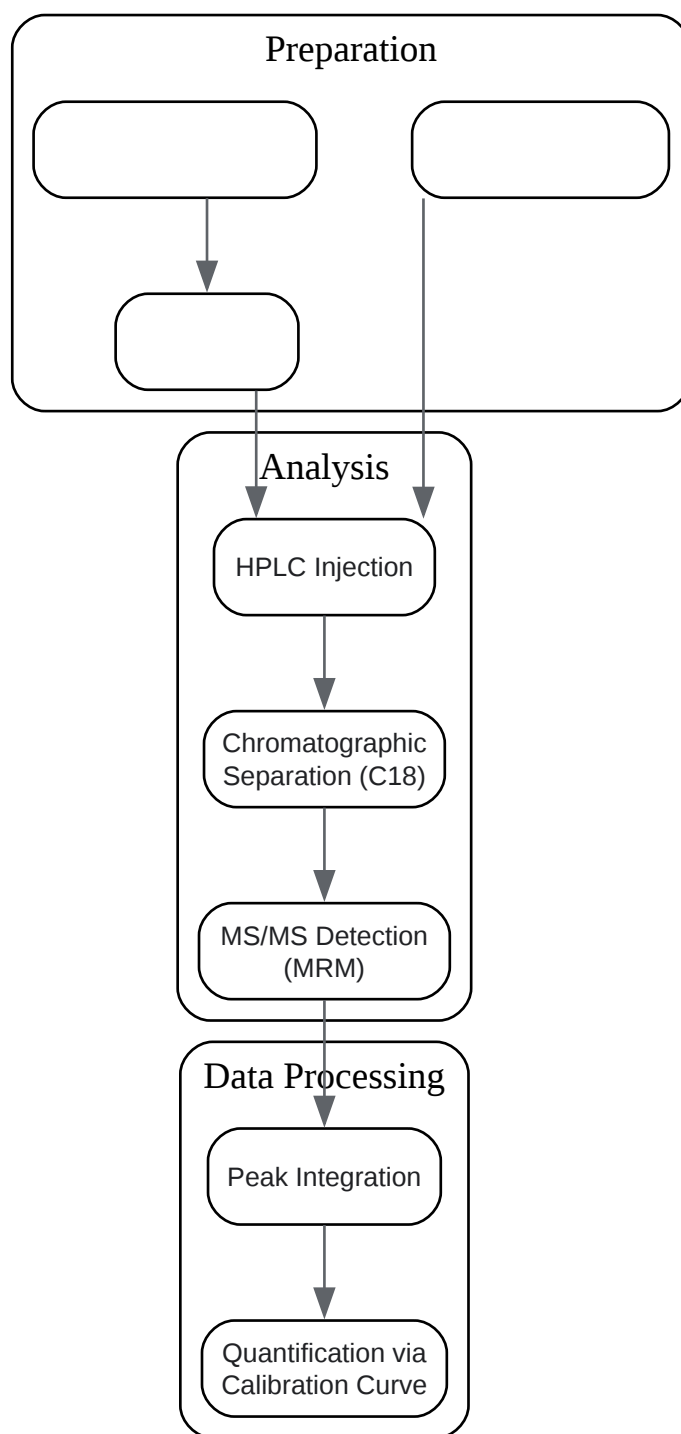 Preparation
Analysis
HPLC Injection
Chromatographic
Separation (C18)
MS/MS Detection
(MRM)
Data Processing
Peak Integration
Quantification via
Calibration Curve